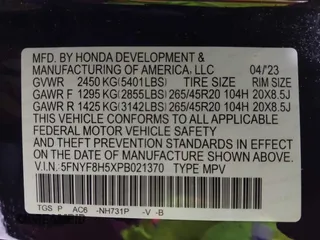 MFD. BY HONDA DEVELOPMENT &
MANUFACTURING OF AMERICA, LLC 04/'23
GVWR 2450 KG(5401LBS) TIRE SIZE RIM SIZE
GAWR F 1295 KG(2855LBS) 265/45R20 104H 20X8.5J
GAWR R 1425 KG(3142LBS) 265/45R20 104H 20X8.5J
THIS VEHICLE CONFORMS TO ALL APPLICABLE
FEDERAL MOTOR VEHICLE SAFETY STANDARDS
AND THEFT PREVENTION STANDARD IN EFFECT ON THE
DATE OF MANUFACTURE SHOWN ABOVE.
V.I.N. 5FNYF8H5XPB021370 TYPE MPV
TGS P AC6 -NH731P -V -B